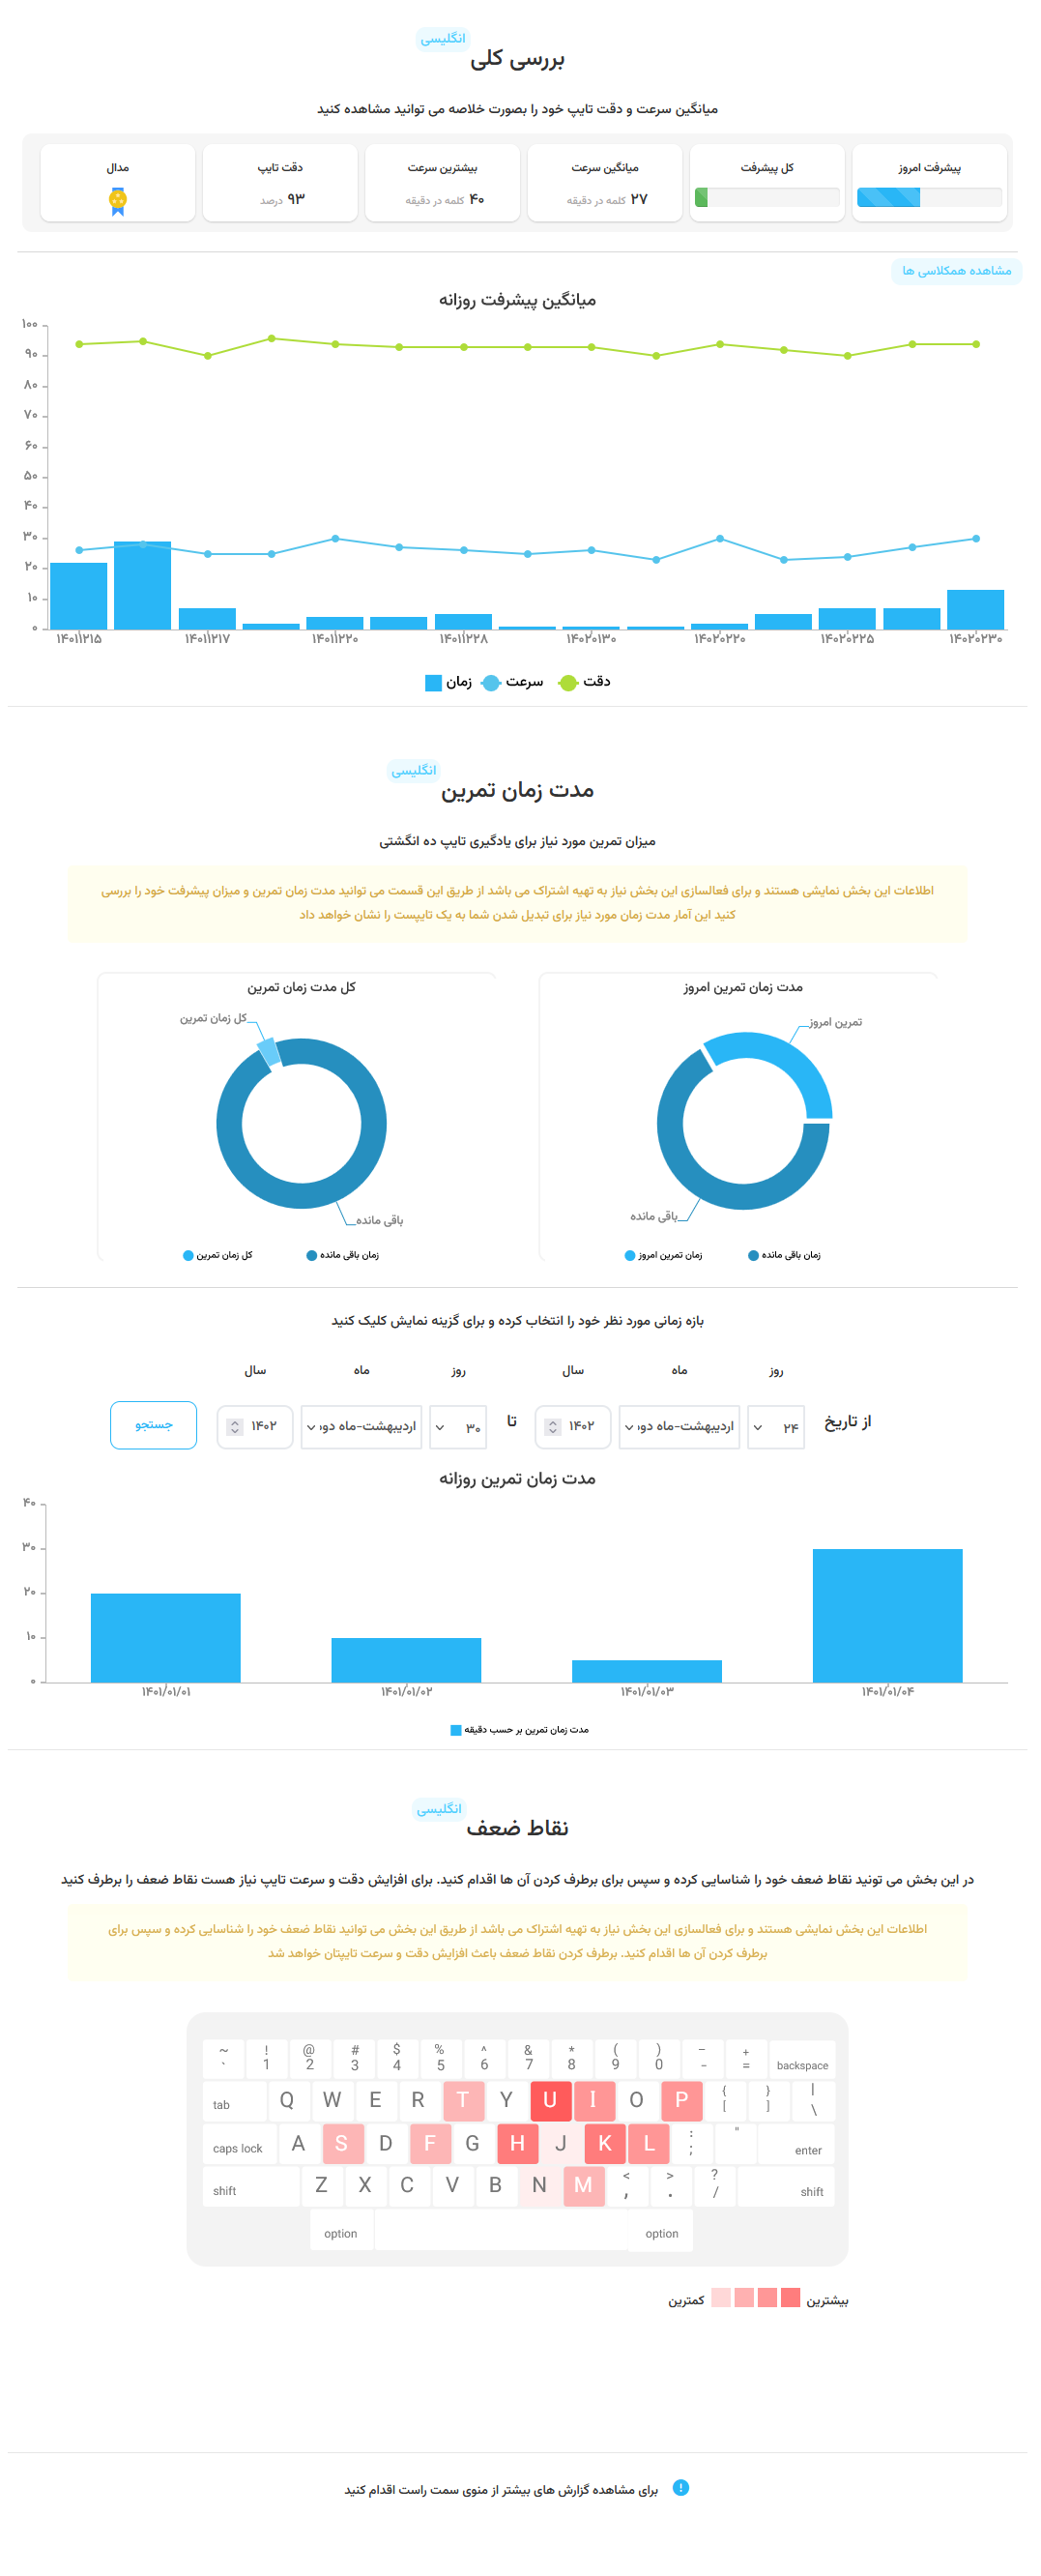 بررسی کلی انگلیسی
میانگین سرعت و دقت تایپ خود را بصورت خلاصه می توانید مشاهده کنید
پیشرفت امروز
کل پیشرفت
میانگین سرعت
۲۷ کلمه در دقیقه
بیشترین سرعت
۴۰ کلمه در دقیقه
دقت تایپ
۹۳ درصد
مدال
مشاهده همکلاسی ها
میانگین پیشرفت روزانه
۱۰۰
۹۰
۸۰
۷۰
۶۰
۵۰
۴۰
۳۰
۲۰
۱۰
۰
۱۴۰۱۱۲۱۵ ۱۴۰۱۱۲۱۷ ۱۴۰۱۱۲۲۰ ۱۴۰۱۱۲۲۸ ۱۴۰۲۰۱۳۰ ۱۴۰۲۰۲۲۰ ۱۴۰۲۰۲۲۵ ۱۴۰۲۰۲۳۰
دقت سرعت زمان
مدت زمان تمرین انگلیسی
میزان تمرین مورد نیاز برای یادگیری تایپ ده انگشتی
اطلاعات این بخش نمایشی هستند و برای فعالسازی این بخش نیاز به تهیه اشتراک می باشد از طریق این قسمت می توانید مدت زمان تمرین و میزان پیشرفت خود را بررسی
کنید این آمار مدت زمان مورد نیاز برای تبدیل شدن شما به یک تایپست را نشان خواهد داد
مدت زمان تمرین امروز
تمرین امروز
باقی مانده
زمان باقی مانده زمان تمرین امروز
کل مدت زمان تمرین
کل زمان تمرین
باقی مانده
زمان باقی مانده کل زمان تمرین
بازه زمانی مورد نظر خود را انتخاب کرده و برای گزینه نمایش کلیک کنید
روز ماه سال روز ماه سال
از تاریخ ۲۴ اردیبهشت-ماه دوم ۱۴۰۲ تا ۳۰ اردیبهشت-ماه دوم ۱۴۰۲ جستجو
مدت زمان تمرین روزانه
۴۰
۳۰
۲۰
۱۰
۰
۱۴۰۱/۰۱/۰۱ ۱۴۰۱/۰۱/۰۲ ۱۴۰۱/۰۱/۰۳ ۱۴۰۱/۰۱/۰۴
مدت زمان تمرین بر حسب دقیقه
نقاط ضعف انگلیسی
در این بخش می تونید نقاط ضعف خود را شناسایی کرده و سپس برای برطرف کردن آن ها اقدام کنید. برای افزایش دقت و سرعت تایپ نیاز هست نقاط ضعف را برطرف کنید
اطلاعات این بخش نمایشی هستند و برای فعالسازی این بخش نیاز به تهیه اشتراک می باشد از طریق این بخش می توانید نقاط ضعف خود را شناسایی کرده و سپس برای
برطرف کردن آن ها اقدام کنید. برطرف کردن نقاط ضعف باعث افزایش دقت و سرعت تایپتان خواهد شد
~ ! @ # $ % ^ & * ( ) _ +
` 1 2 3 4 5 6 7 8 9 0 - = backspace
tab Q W E R T Y U I O P { [ } ] | \
caps lock A S D F G H J K L : ; " enter
shift Z X C V B N M < , > . ? / shift
option option
بیشترین کمترین
برای مشاهده گزارش های بیشتر از منوی سمت راست اقدام کنید